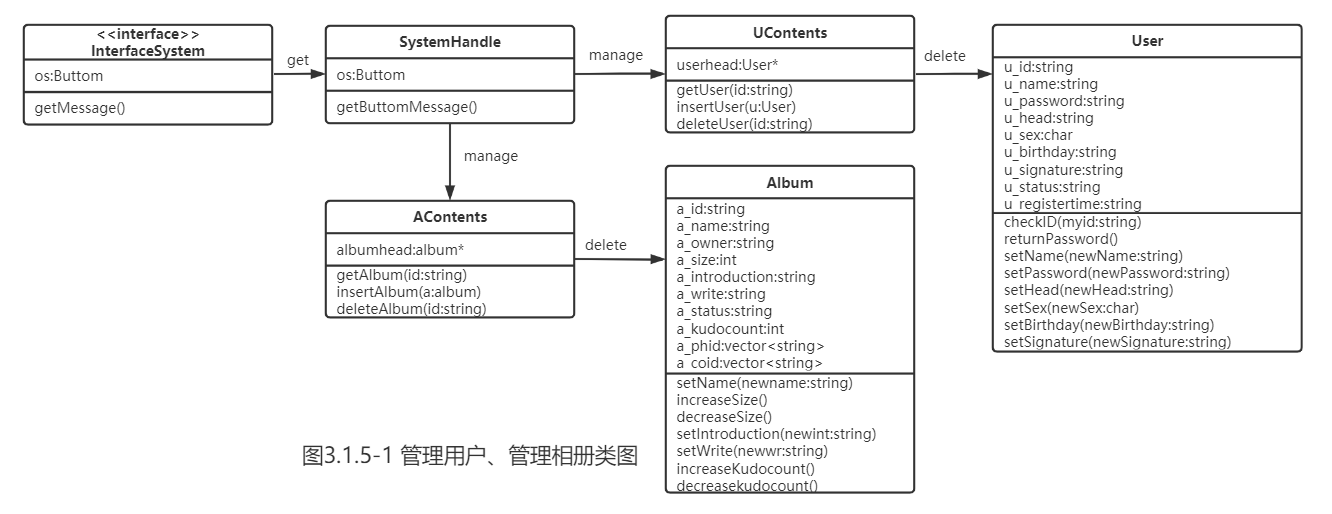 <<interface>>
InterfaceSystem
os:Buttom
getMessage()
get
SystemHandle
os:Buttom
getButtomMessage()
manage
UContents
userhead:User*
getUser(id:string)
insertUser(u:User)
deleteUser(id:string)
delete
User
u_id:string
u_name:string
u_password:string
u_head:string
u_sex:char
u_birthday:string
u_signature:string
u_status:string
u_registertime:string
checkID(myid:string)
returnPassword()
setName(newName:string)
setPassword(newPassword:string)
setHead(newHead:string)
setSex(newSex:char)
setBirthday(newBirthday:string)
setSignature(newSignature:string)
manage
AContents
albumhead:album*
getAlbum(id:string)
insertAlbum(a:album)
deleteAlbum(id:string)
delete
Album
a_id:string
a_name:string
a_owner:string
a_size:int
a_introduction:string
a_write:string
a_status:string
a_kudocount:int
a_phid:vector<string>
a_coid:vector<string>
setName(newname:string)
increaseSize()
decreaseSize()
setIntroduction(newint:string)
setWrite(newwr:string)
increaseKudocount()
decreasekudocount()
图3.1.5-1 管理用户、管理相册类图